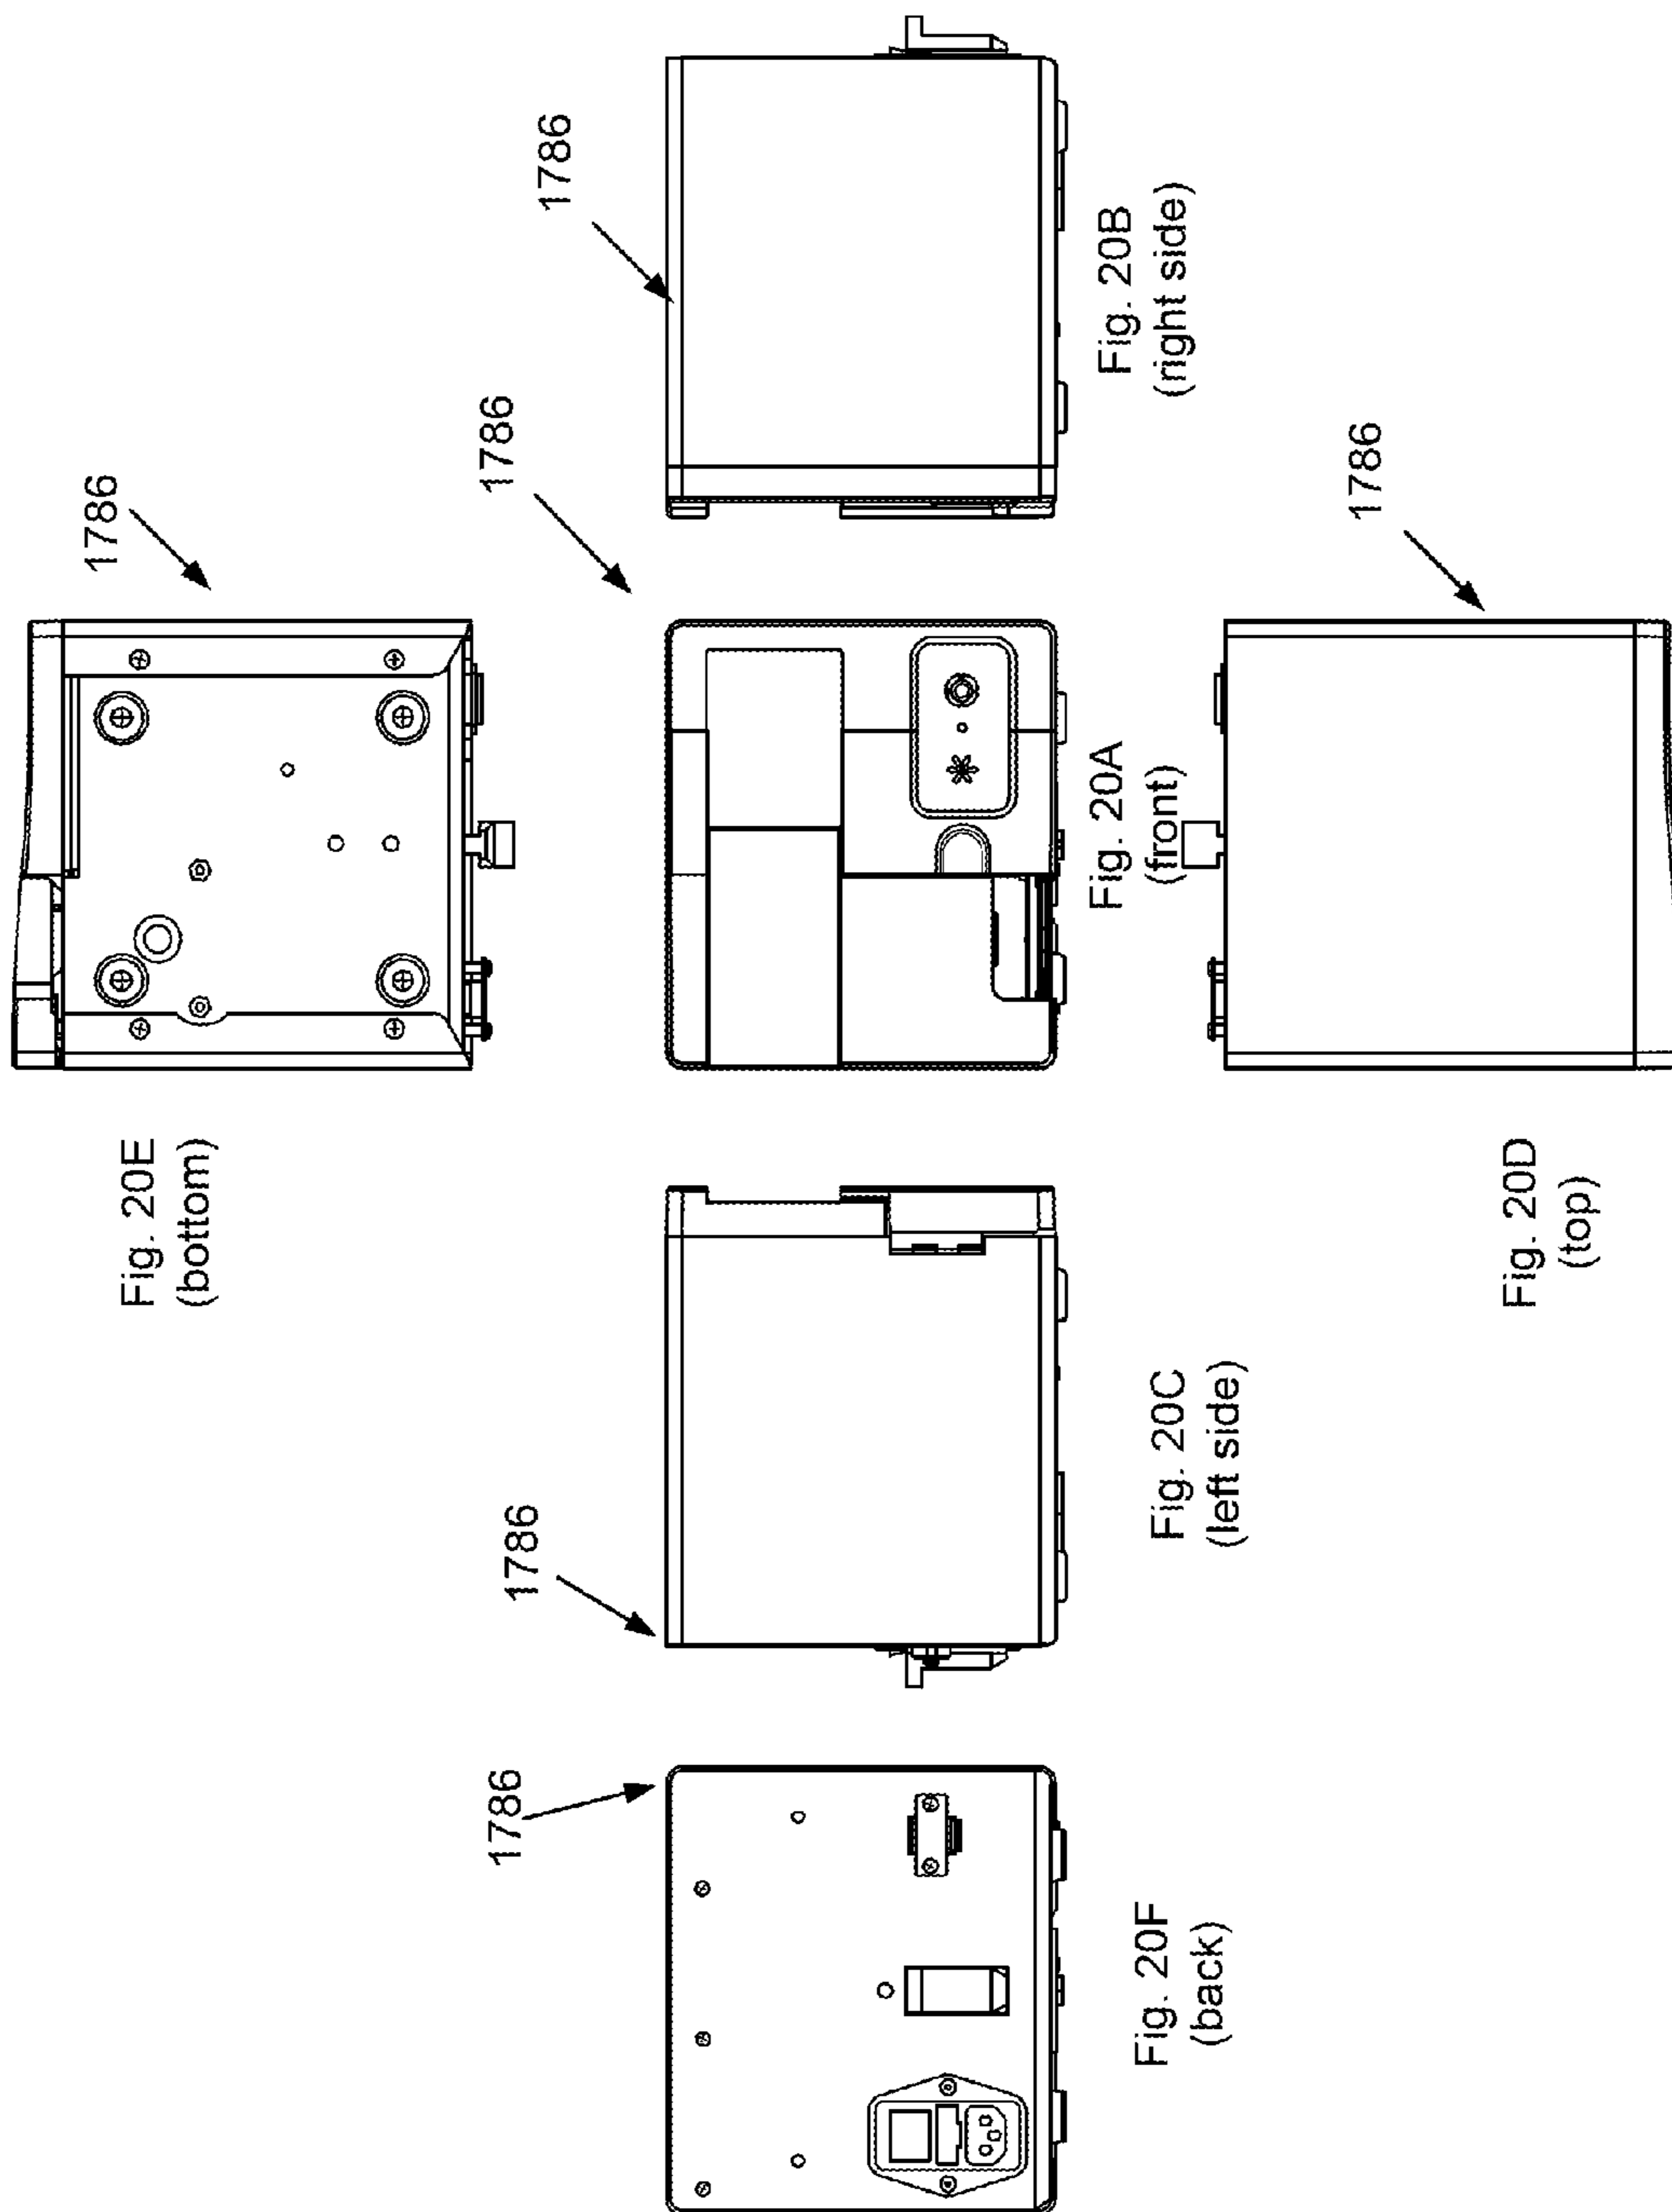 1786
Fig. 20E
(bottom)
1786
Fig. 20F
(back)
1786
Fig. 20C
(left side)
1786
Fig. 20A
(front)
1786
Fig. 20B
(right side)
1786
Fig. 20D
(top)